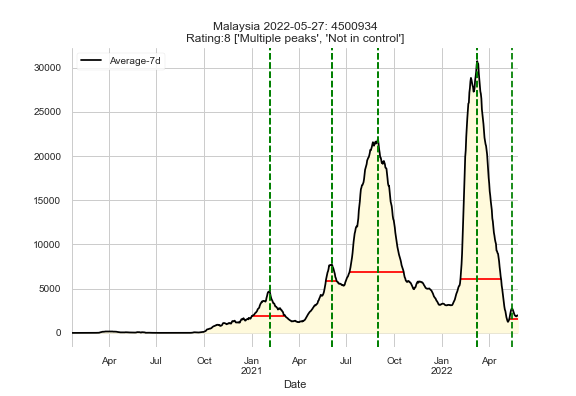 Malaysia 2022-05-27: 4500934
Rating:8 ['Multiple peaks', 'Not in control']
Average-7d
30000
25000
20000
15000
10000
5000
0
Apr Jul Oct Jan Apr Jul Oct Jan Apr
2021 2022
Date